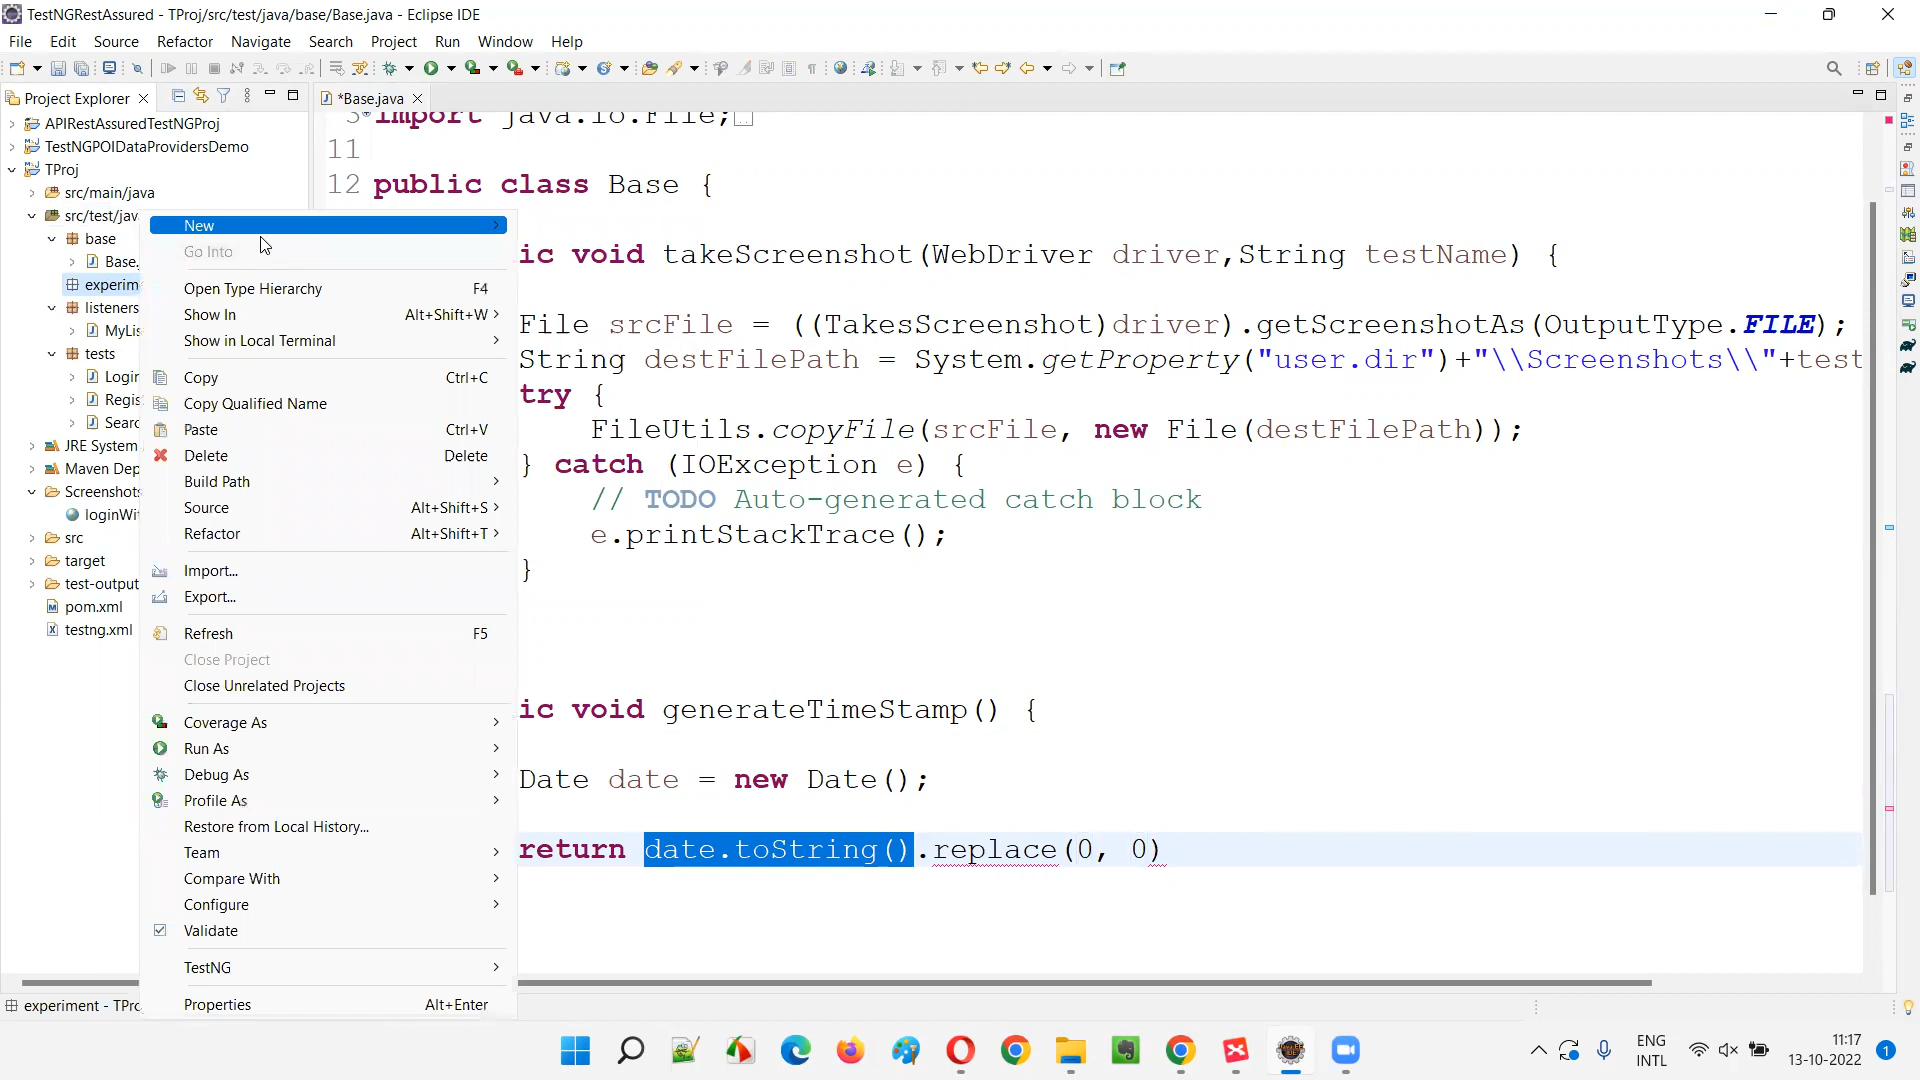 TestNGRestAssured - TProj/src/test/java/base/Base.java - Eclipse IDE
File Edit Source Refactor Navigate Search Project Run Window Help
Project Explorer
*Base.java
APIRestAssuredTestNGProj
TestNGPOIDataProvidersDemo
TProj
src/main/java
src/test/jav
base
Base.
experim
listeners
MyLis
tests
Login
Regis
Searc
JRE System
Maven Dep
Screenshots
loginWit
src
target
test-output
pom.xml
testng.xml
New
Go Into
Open Type Hierarchy F4
Show In Alt+Shift+W
Show in Local Terminal
Copy Ctrl+C
Copy Qualified Name
Paste Ctrl+V
Delete Delete
Build Path
Source Alt+Shift+S
Refactor Alt+Shift+T
Import...
Export...
Refresh F5
Close Project
Close Unrelated Projects
Coverage As
Run As
Debug As
Profile As
Restore from Local History...
Team
Compare With
Configure
Validate
TestNG
Properties Alt+Enter
3 import java.io.File;
11
12 public class Base {
ic void takeScreenshot(WebDriver driver,String testName) {
File srcFile = ((TakesScreenshot)driver).getScreenshotAs(OutputType.FILE);
String destFilePath = System.getProperty("user.dir")+"\\Screenshots\\"+test
try {
FileUtils.copyFile(srcFile, new File(destFilePath));
} catch (IOException e) {
// TODO Auto-generated catch block
e.printStackTrace();
}
ic void generateTimeStamp() {
Date date = new Date();
return date.toString().replace(0, 0)
experiment - TPro
ENG
INTL
11:17
13-10-2022
1